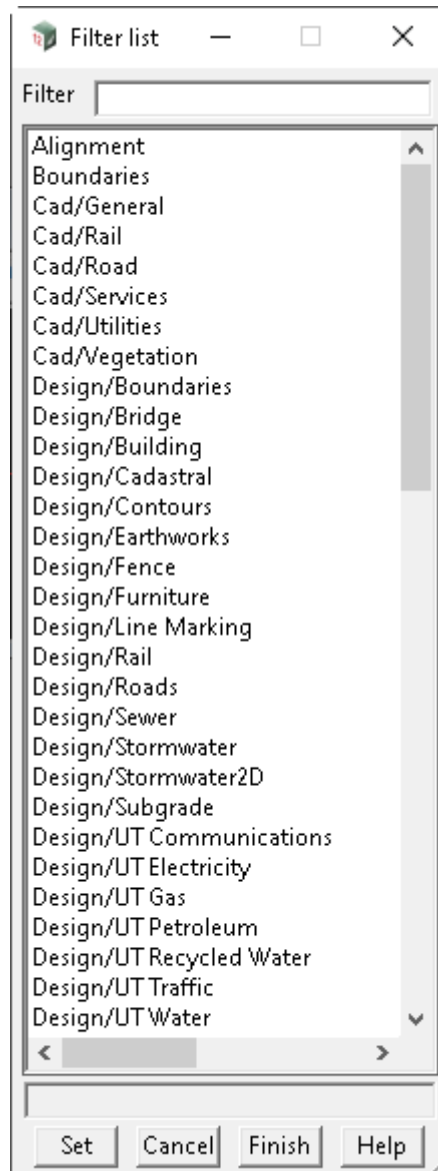 Filter list
Filter
Alignment
Boundaries
Cad/General
Cad/Rail
Cad/Road
Cad/Services
Cad/Utilities
Cad/Vegetation
Design/Boundaries
Design/Bridge
Design/Building
Design/Cadastral
Design/Contours
Design/Earthworks
Design/Fence
Design/Furniture
Design/Line Marking
Design/Rail
Design/Roads
Design/Sewer
Design/Stormwater
Design/Stormwater2D
Design/Subgrade
Design/UT Communications
Design/UT Electricity
Design/UT Gas
Design/UT Petroleum
Design/UT Recycled Water
Design/UT Traffic
Design/UT Water
Set Cancel Finish Help